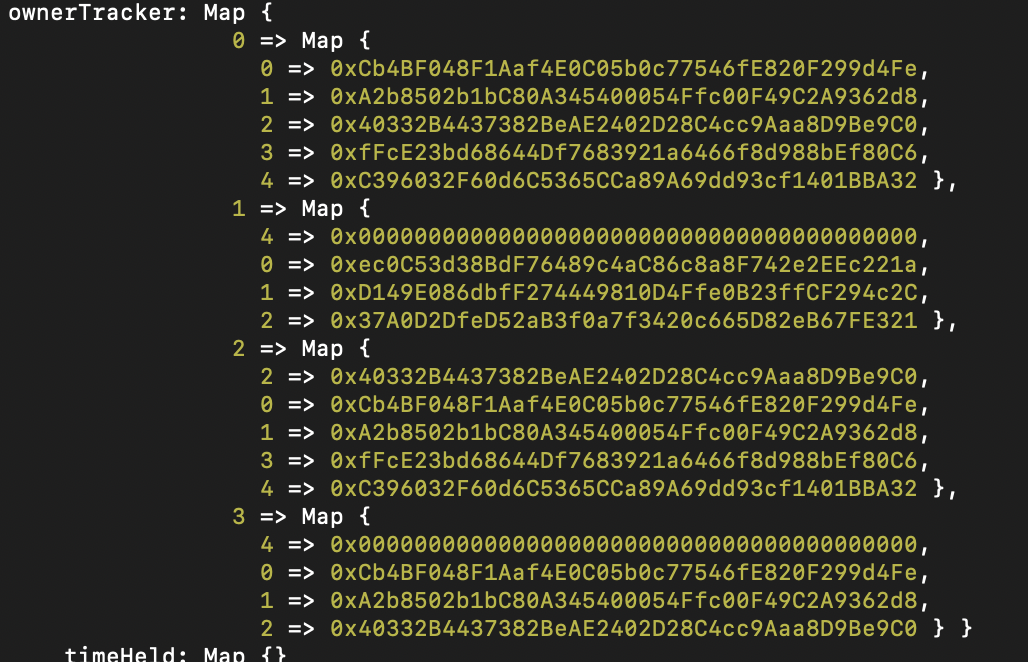 ownerTracker: Map {
0 => Map {
0 => 0xCb4BF048F1Aaf4E0C05b0c77546fE820F299d4Fe,
1 => 0xA2b8502b1bC80A345400054Ffc00F49C2A9362d8,
2 => 0x40332B4437382BeAE2402D28C4cc9Aaa8D9Be9C0,
3 => 0xfFcE23bd68644Df7683921a6466f8d988bEf80C6,
4 => 0xC396032F60d6C5365CCa89A69dd93cf1401BBA32 },
1 => Map {
4 => 0x0000000000000000000000000000000000000000,
0 => 0xec0C53d38BdF76489c4aC86c8a8F742e2EEc221a,
1 => 0xD149E086dbfF274449810D4Ffe0B23ffCF294c2C,
2 => 0x37A0D2DfeD52aB3f0a7f3420c665D82eB67FE321 },
2 => Map {
2 => 0x40332B4437382BeAE2402D28C4cc9Aaa8D9Be9C0,
0 => 0xCb4BF048F1Aaf4E0C05b0c77546fE820F299d4Fe,
1 => 0xA2b8502b1bC80A345400054Ffc00F49C2A9362d8,
3 => 0xfFcE23bd68644Df7683921a6466f8d988bEf80C6,
4 => 0xC396032F60d6C5365CCa89A69dd93cf1401BBA32 },
3 => Map {
4 => 0x0000000000000000000000000000000000000000,
0 => 0xCb4BF048F1Aaf4E0C05b0c77546fE820F299d4Fe,
1 => 0xA2b8502b1bC80A345400054Ffc00F49C2A9362d8,
2 => 0x40332B4437382BeAE2402D28C4cc9Aaa8D9Be9C0 } }
timeHeld: Map {}